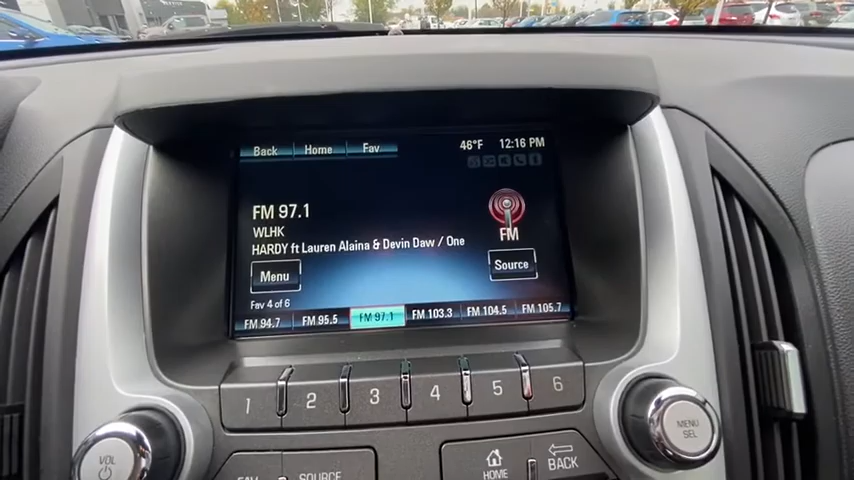 Back Home Fav 46°F 12:16 PM
FM 97.1
WLHK
HARDY ft Lauren Alaina & Devin Daw / One
FM
Menu Source
Fav 4 of 6
FM 94.7 FM 95.5 FM 97.1 FM 103.3 FM 104.5 FM 105.7
1 2 3 4 5 6
VOL
MENU
SEL
FAV SOURCE HOME BACK